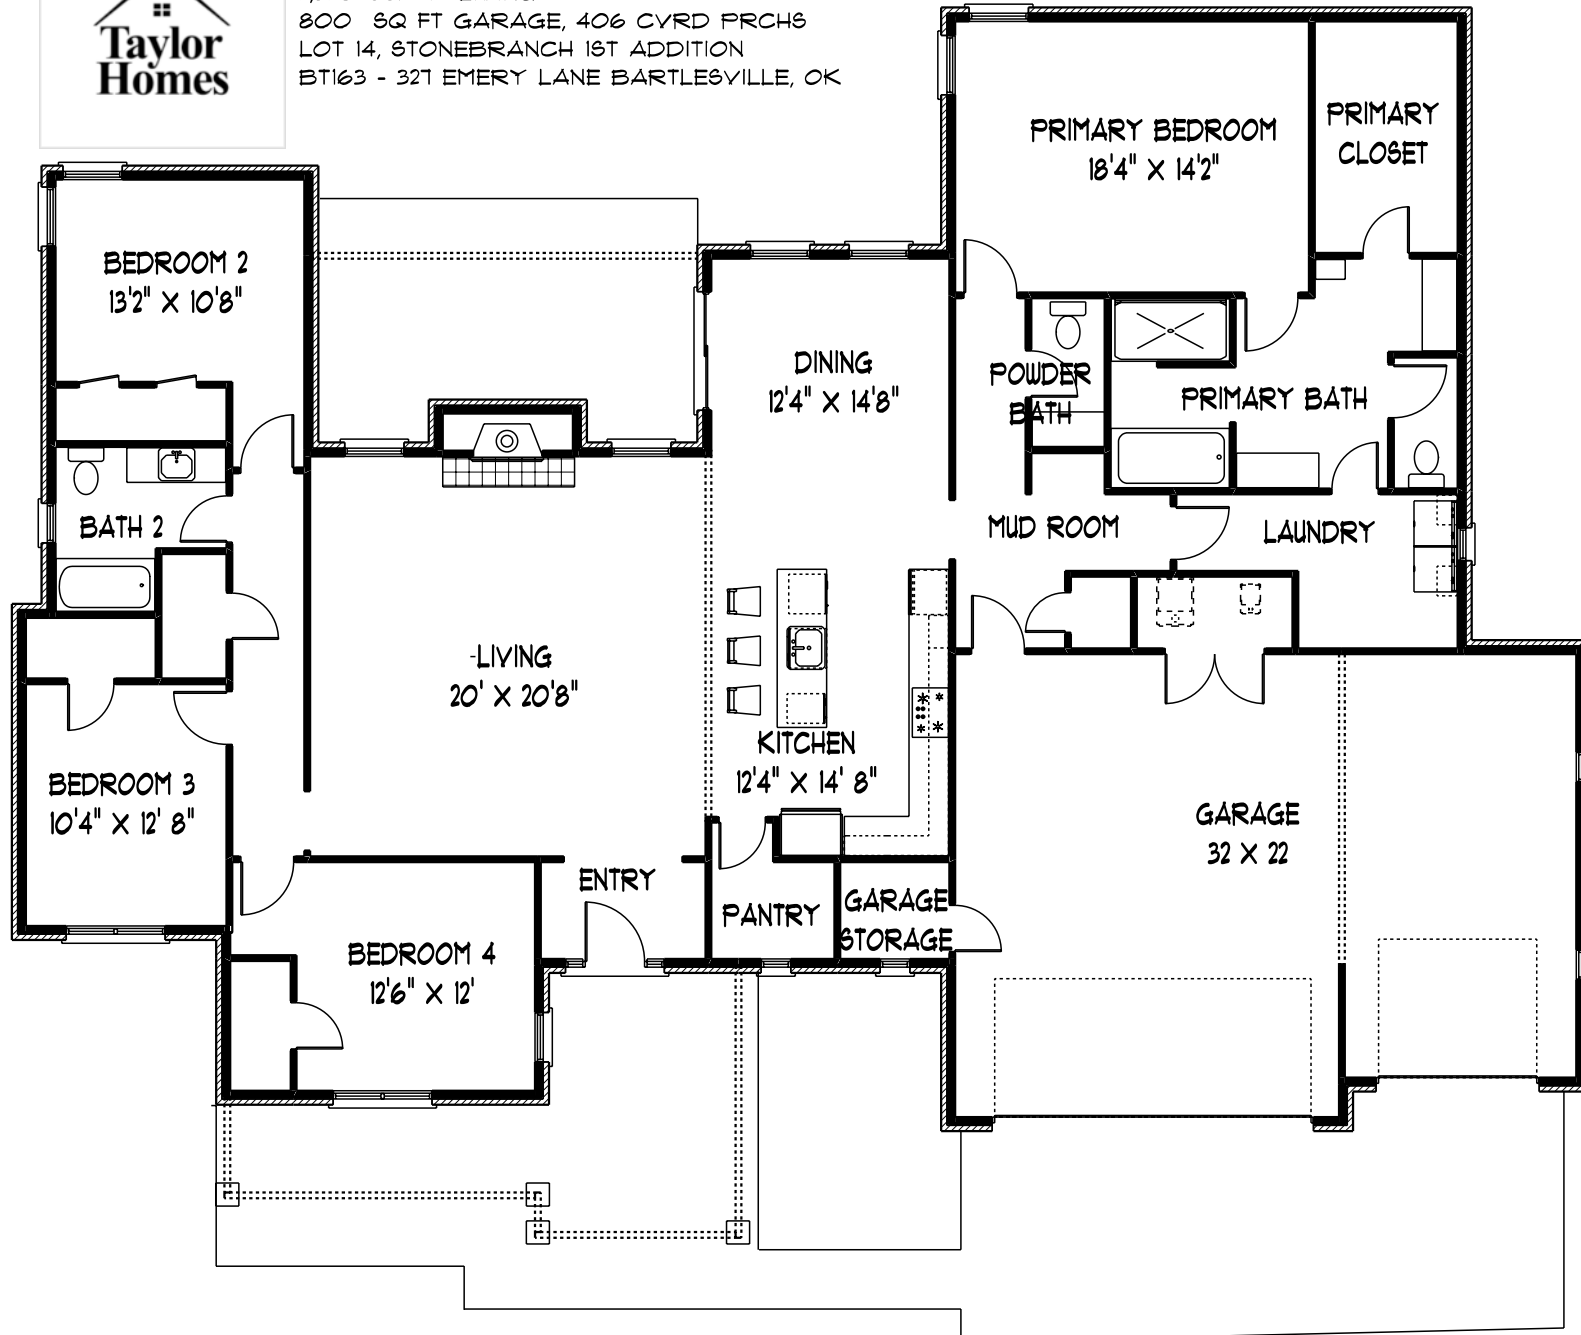 Taylor
Homes
800 SQ FT GARAGE, 406 CVRD PRCHS
LOT 14, STONEBRANCH 1ST ADDITION
BT163 - 327 EMERY LANE BARTLESVILLE, OK
PRIMARY BEDROOM
18'4" X 14'2"
PRIMARY
CLOSET
BEDROOM 2
13'2" X 10'8"
DINING
12'4" X 14'8"
POWDER
BATH
PRIMARY BATH
BATH 2
MUD ROOM
LAUNDRY
-LIVING
20' X 20'8"
KITCHEN
12'4" X 14' 8"
BEDROOM 3
10'4" X 12' 8"
GARAGE
32 X 22
ENTRY
PANTRY
GARAGE
STORAGE
BEDROOM 4
12'6" X 12'